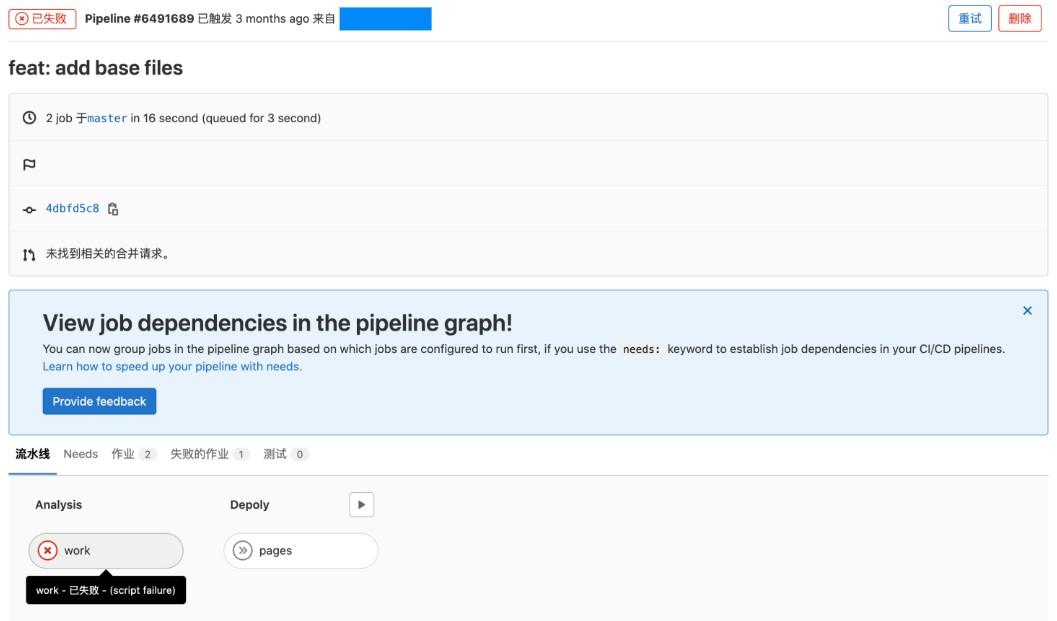 已失败 Pipeline #6491689 已触发 3 months ago 来自 重试 删除
feat: add base files
2 job 于master in 16 second (queued for 3 second)
4dbfd5c8
未找到相关的合并请求。
View job dependencies in the pipeline graph!
You can now group jobs in the pipeline graph based on which jobs are configured to run first, if you use the needs: keyword to establish job dependencies in your CI/CD pipelines.
Learn how to speed up your pipeline with needs.
Provide feedback
流水线 Needs 作业 2 失败的作业 1 测试 0
Analysis Depoly
work pages
work - 已失败 - (script failure)